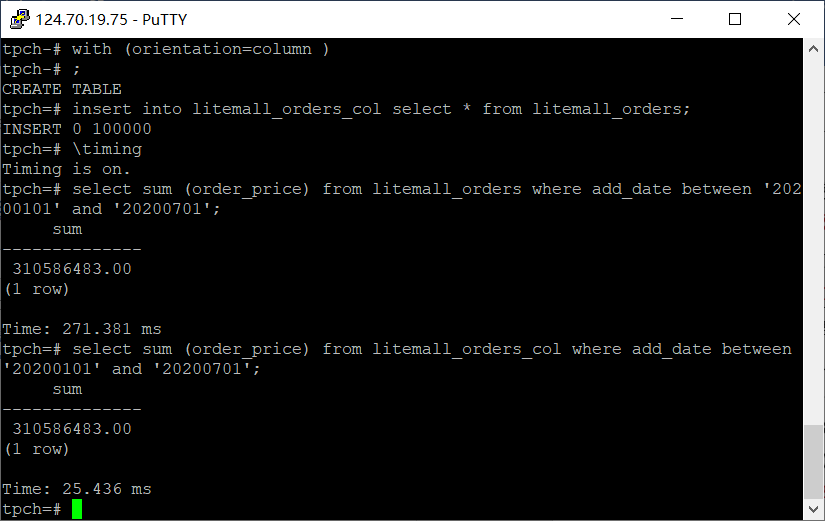 124.70.19.75 - PuTTY
tpch-# with (orientation=column )
tpch-# ;
CREATE TABLE
tpch=# insert into litemall_orders_col select * from litemall_orders;
INSERT 0 100000
tpch=# \timing
Timing is on.
tpch=# select sum (order_price) from litemall_orders where add_date between '202
00101' and '20200701';
     sum
--------------
 310586483.00
(1 row)

Time: 271.381 ms
tpch=# select sum (order_price) from litemall_orders_col where add_date between
'20200101' and '20200701';
     sum
--------------
 310586483.00
(1 row)

Time: 25.436 ms
tpch=#